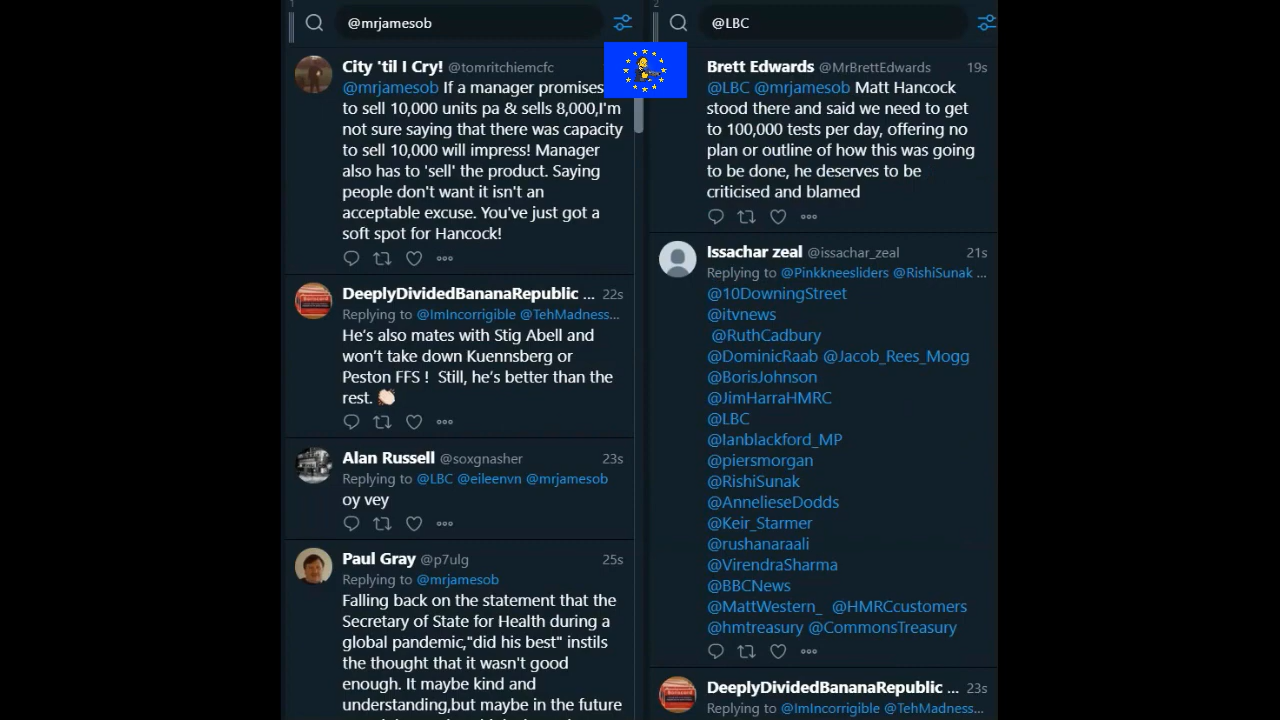 1
@mrjamesob
City 'til I Cry! @tomritchiemcfc
@mrjamesob If a manager promises
to sell 10,000 units pa & sells 8,000,I'm
not sure saying that there was capacity
to sell 10,000 will impress! Manager
also has to 'sell' the product. Saying
people don't want it isn't an
acceptable excuse. You've just got a
soft spot for Hancock!
DeeplyDividedBananaRepublic ... 22s
Replying to @ImIncorrigible @TehMadness...
He's also mates with Stig Abell and
won't take down Kuennsberg or
Peston FFS ! Still, he's better than the
rest. 👏🏻
Alan Russell @soxgnasher 23s
Replying to @LBC @eileenvn @mrjamesob
oy vey
Paul Gray @p7ulg 25s
Replying to @mrjamesob
Falling back on the statement that the
Secretary of State for Health during a
global pandemic,"did his best" instils
the thought that it wasn't good
enough. It maybe kind and
understanding,but maybe in the future
2
@LBC
Brett Edwards @MrBrettEdwards 19s
@LBC @mrjamesob Matt Hancock
stood there and said we need to get
to 100,000 tests per day, offering no
plan or outline of how this was going
to be done, he deserves to be
criticised and blamed
Issachar zeal @issachar_zeal 21s
Replying to @Pinkkneesliders @RishiSunak ...
@10DowningStreet
@itvnews
@RuthCadbury
@DominicRaab @Jacob_Rees_Mogg
@BorisJohnson
@JimHarraHMRC
@LBC
@Ianblackford_MP
@piersmorgan
@RishiSunak
@AnnelieseDodds
@Keir_Starmer
@rushanaraali
@VirendraSharma
@BBCNews
@MattWestern_ @HMRCcustomers
@hmtreasury @CommonsTreasury
DeeplyDividedBananaRepublic ... 23s
Replying to @ImIncorrigible @TehMadness...